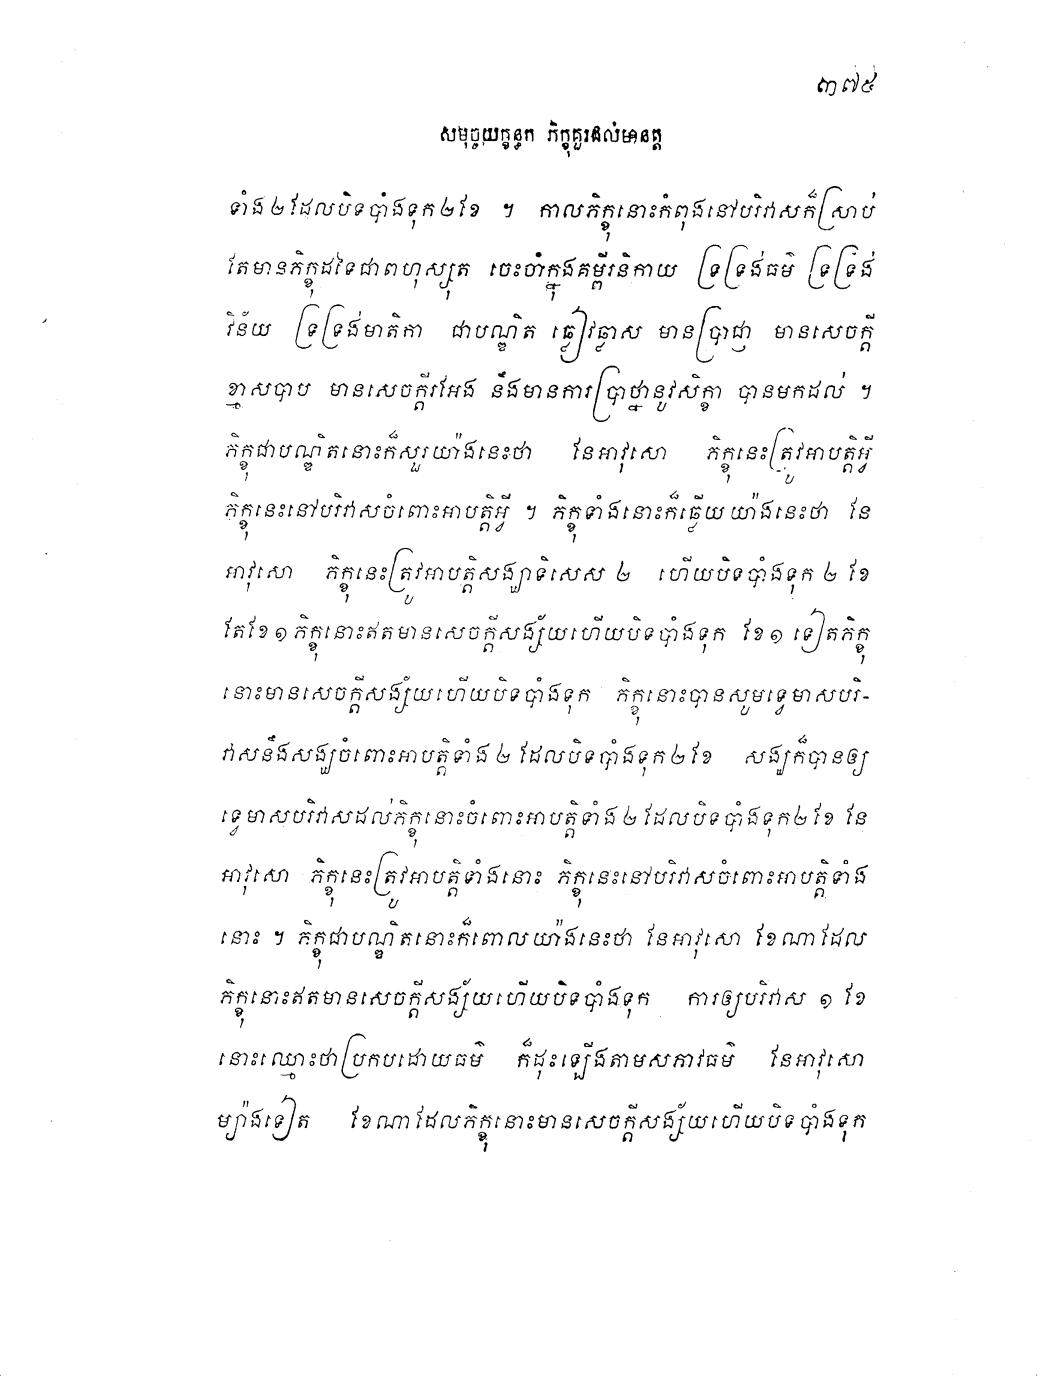 ៣៧៥
សមុច្ចយក្ខន្ធក ភិក្ខុគួរដល់មានត្ត
ទាំង ២ ដែលបិទបាំងទុក ២ ខែ ។ កាលភិក្ខុនោះកំពុងនៅបរិវាសក៏ស្រាប់
តែមានភិក្ខុដទៃជាពហុស្សុត ចេះចាំក្នុងគម្ពីរនិកាយ ទ្រទ្រង់ធម៌ ទ្រទ្រង់
វិន័យ ទ្រទ្រង់មាតិកា ជាបណ្ឌិត ឆ្លៀវឆ្លាស មានប្រាជ្ញា មានសេចក្តី
ខ្មាសបាប មានសេចក្តីរអែង នឹងមានការប្រាថ្នានូវសិក្ខា បានមកដល់ ។
ភិក្ខុជាបណ្ឌិតនោះក៏សួរយ៉ាងនេះថា នែអាវុសោ ភិក្ខុនេះត្រូវអាបត្តិអ្វី
ភិក្ខុនេះនៅបរិវាសចំពោះអាបត្តិអ្វី ។ ភិក្ខុទាំងនោះក៏ឆ្លើយយ៉ាងនេះថា នែ
អាវុសោ ភិក្ខុនេះត្រូវអាបត្តិសង្ឃាទិសេស ២ ហើយបិទបាំងទុក ២ ខែ
តែខែ ១ ភិក្ខុនោះឥតមានសេចក្តីសង្ស័យហើយបិទបាំងទុក ខែ ១ ទៀតភិក្ខុ
នោះមានសេចក្តីសង្ស័យហើយបិទបាំងទុក ភិក្ខុនោះបានសូមទ្វេមាសបរិ-
វាសនឹងសង្ឃចំពោះអាបត្តិទាំង ២ ដែលបិទបាំងទុក ២ ខែ សង្ឃក៏បានឲ្យ
ទ្វេមាសបរិវាសដល់ភិក្ខុនោះចំពោះអាបត្តិទាំង ២ ដែលបិទបាំងទុក ២ ខែ នែ
អាវុសោ ភិក្ខុនេះត្រូវអាបត្តិទាំងនោះ ភិក្ខុនេះនៅបរិវាសចំពោះអាបត្តិទាំង
នោះ ។ ភិក្ខុជាបណ្ឌិតនោះក៏ពោលយ៉ាងនេះថា នែអាវុសោ ខែណាដែល
ភិក្ខុនោះឥតមានសេចក្តីសង្ស័យហើយបិទបាំងទុក ការឲ្យបរិវាស ១ ខែ
នោះឈ្មោះថាប្រកបដោយធម៌ ក៏ដុះឡើងតាមសភាវធម៌ នែអាវុសោ
ម្យ៉ាងទៀត ខែណាដែលភិក្ខុនោះមានសេចក្តីសង្ស័យហើយបិទបាំងទុក